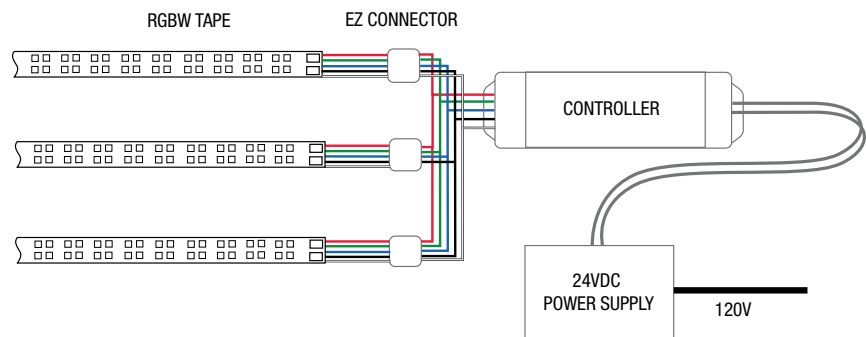 RGBW TAPE
EZ CONNECTOR
CONTROLLER
24VDC
POWER SUPPLY
120V